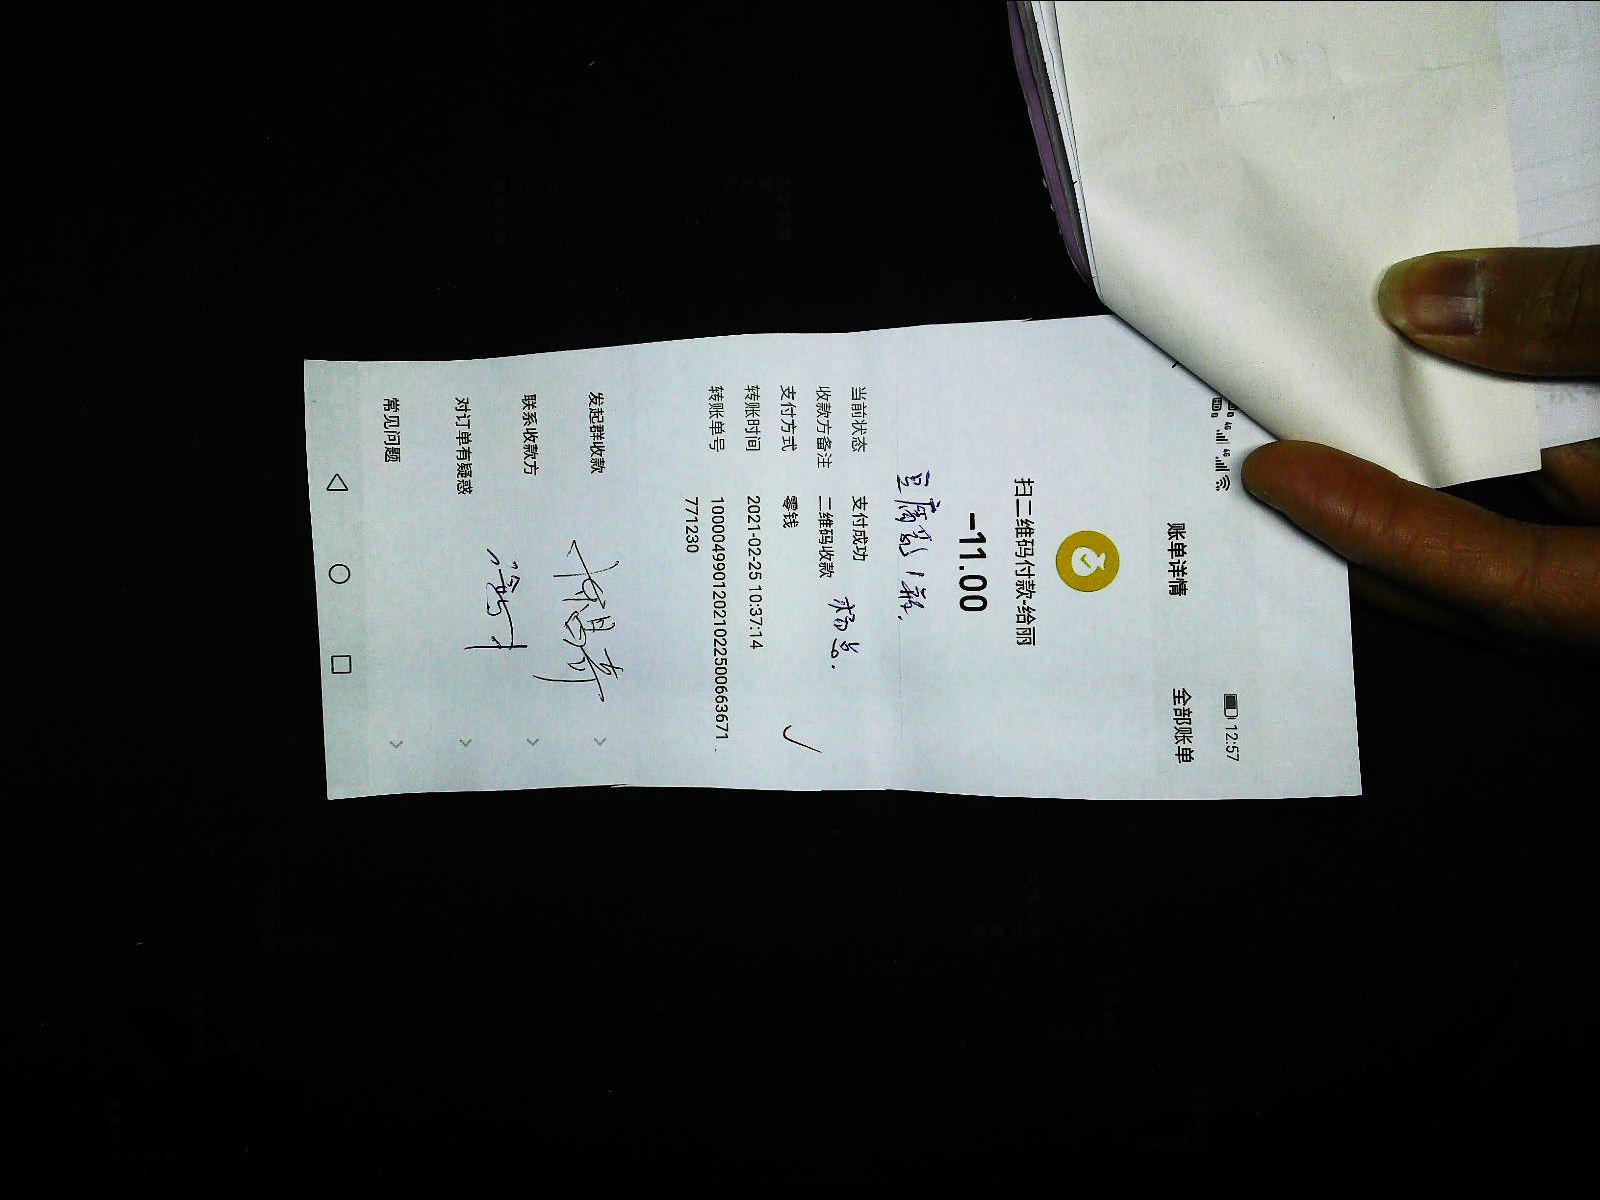 12:57
账单详情 全部账单
扫二维码付款-给丽
-11.00
豆腐乳1瓶.
当前状态 支付成功
收款方备注 二维码收款
支付方式 零钱
转账时间 2021-02-25 10:37:14
转账单号 1000049901202102250066367​1
771230
发起群收款
联系收款方
对订单有疑惑
常见问题